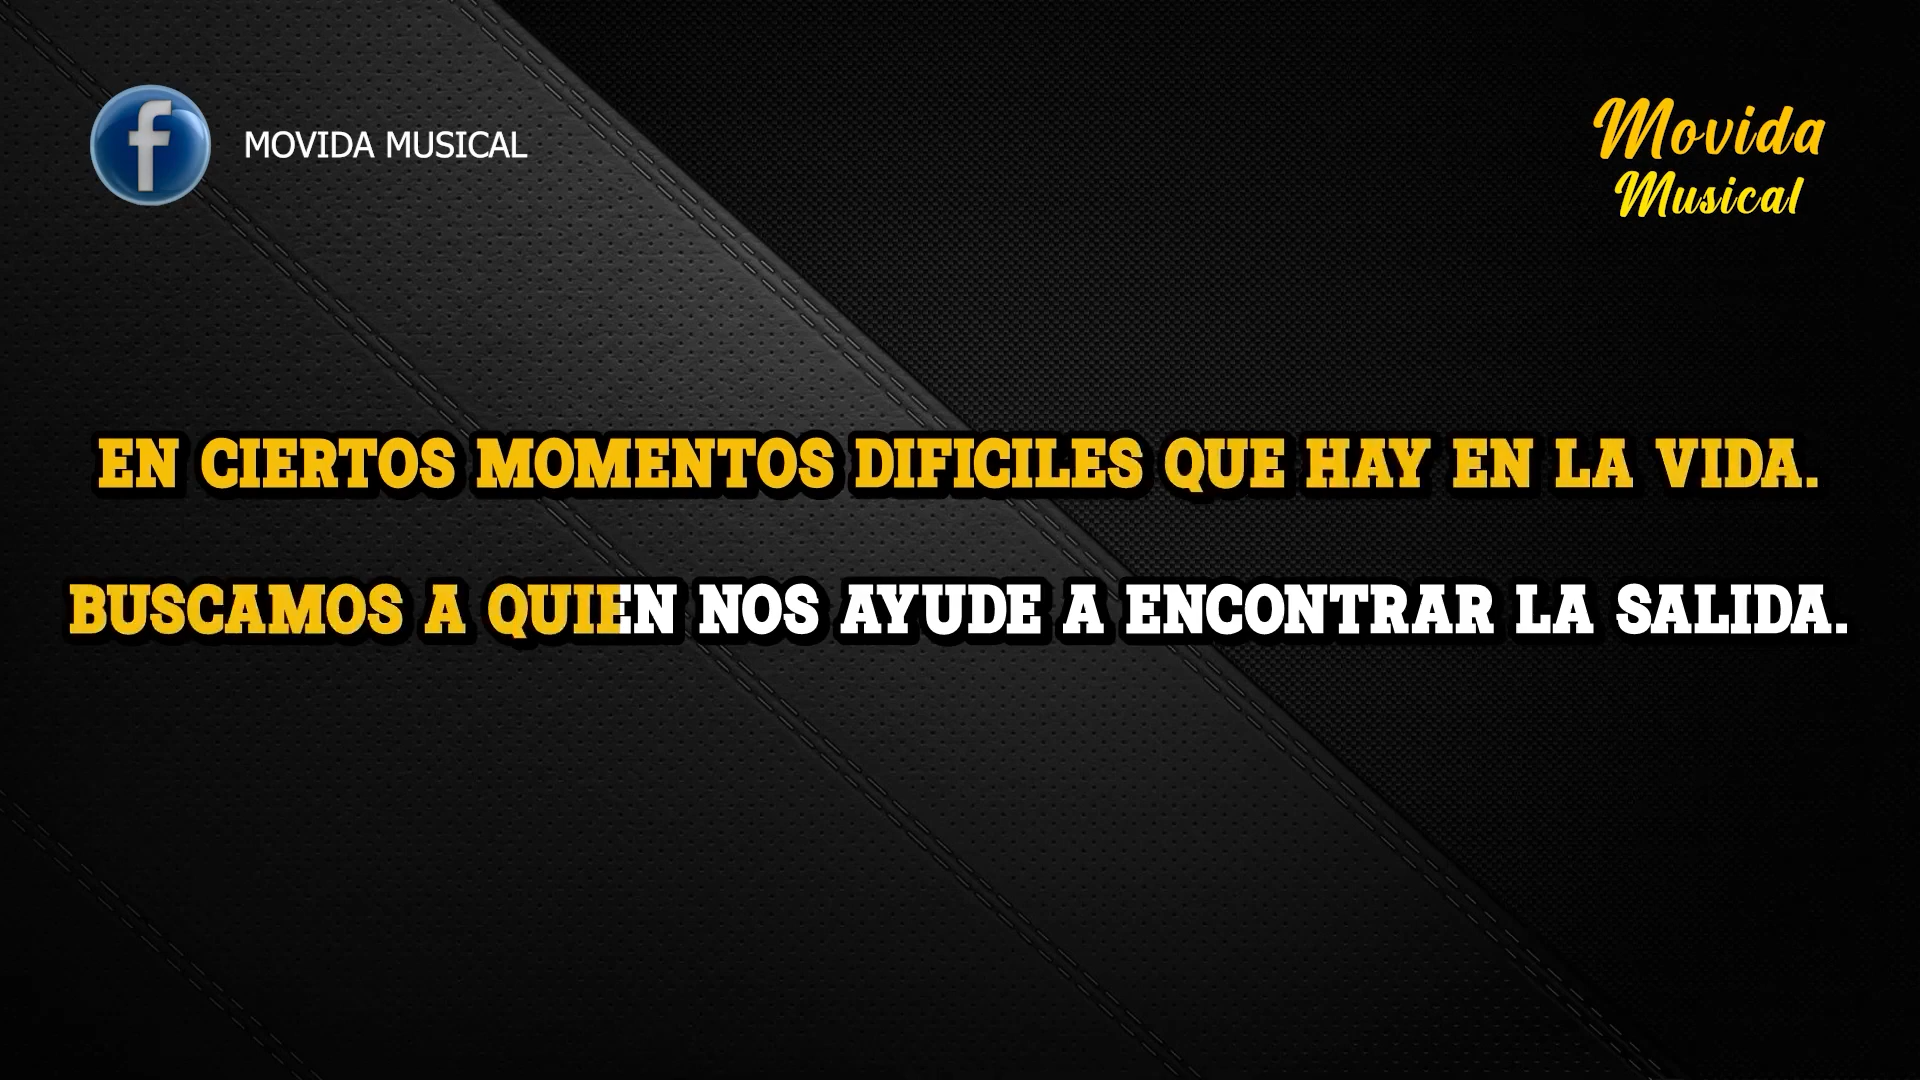 MOVIDA MUSICAL
Movida
Musical
EN CIERTOS MOMENTOS DIFICILES QUE HAY EN LA VIDA.
BUSCAMOS A QUIEN NOS AYUDE A ENCONTRAR LA SALIDA.